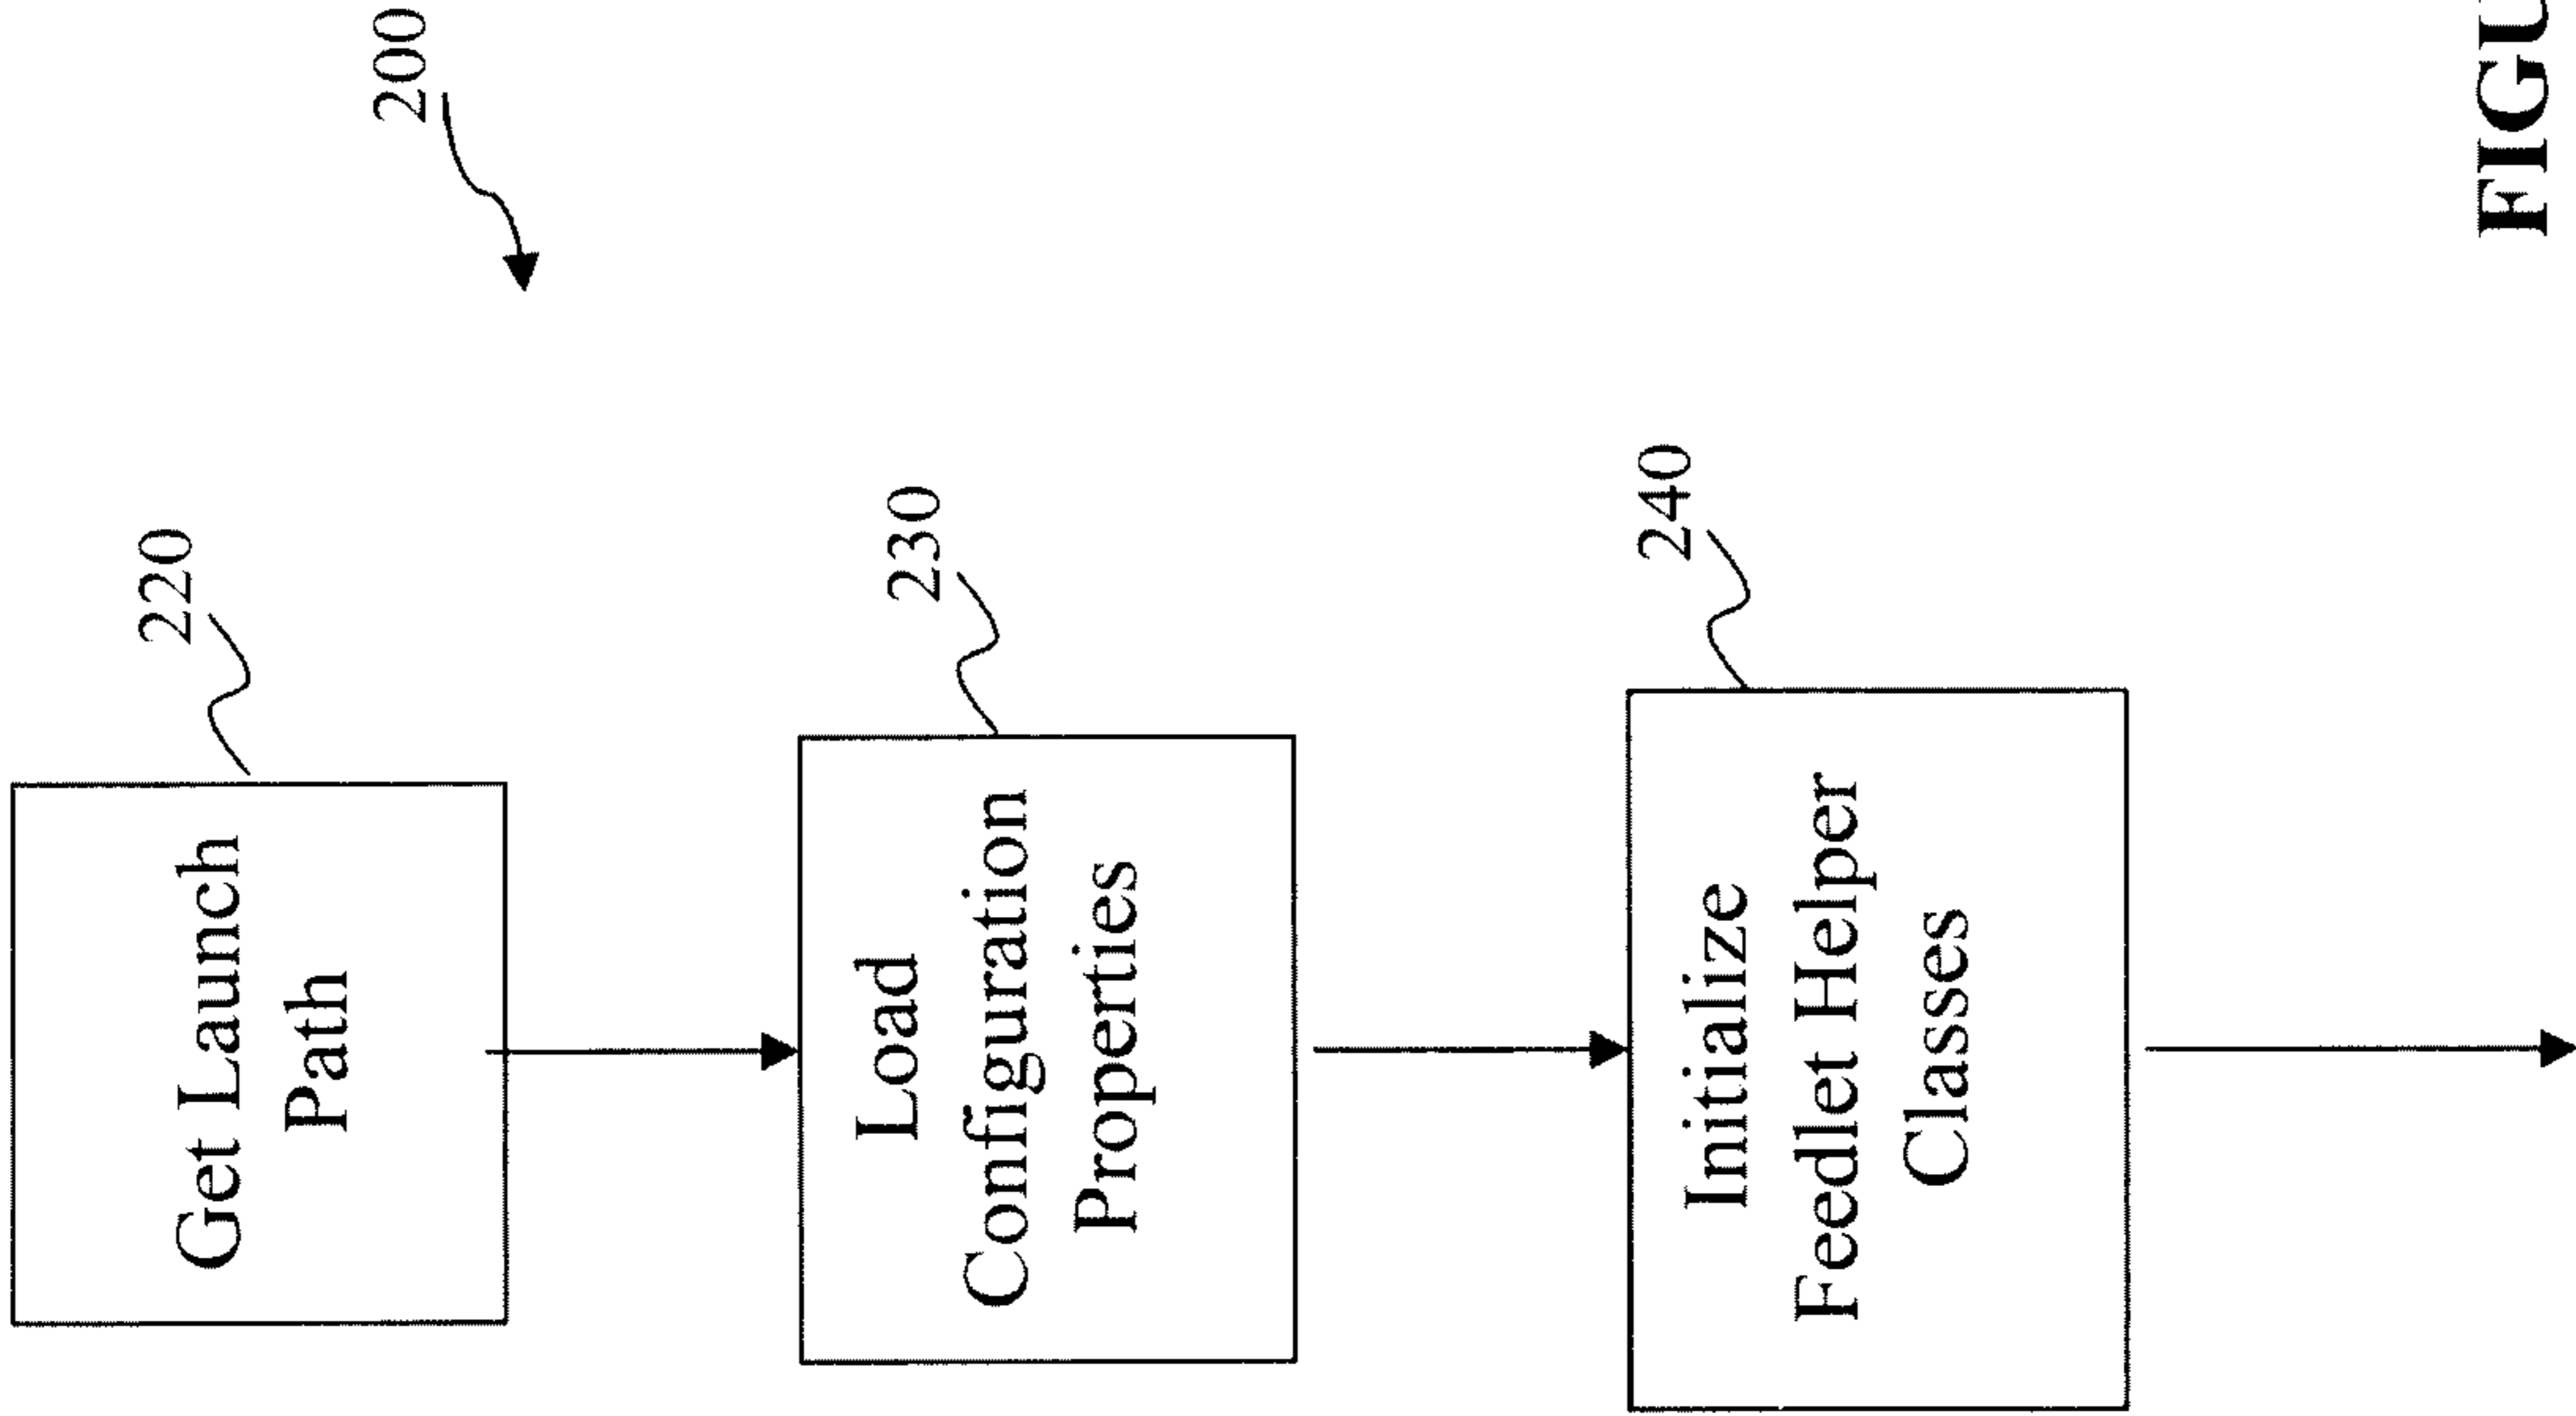 200
220
Get Launch
Path
230
Load
Configuration
Properties
240
Initialize
Feedlet Helper
Classes